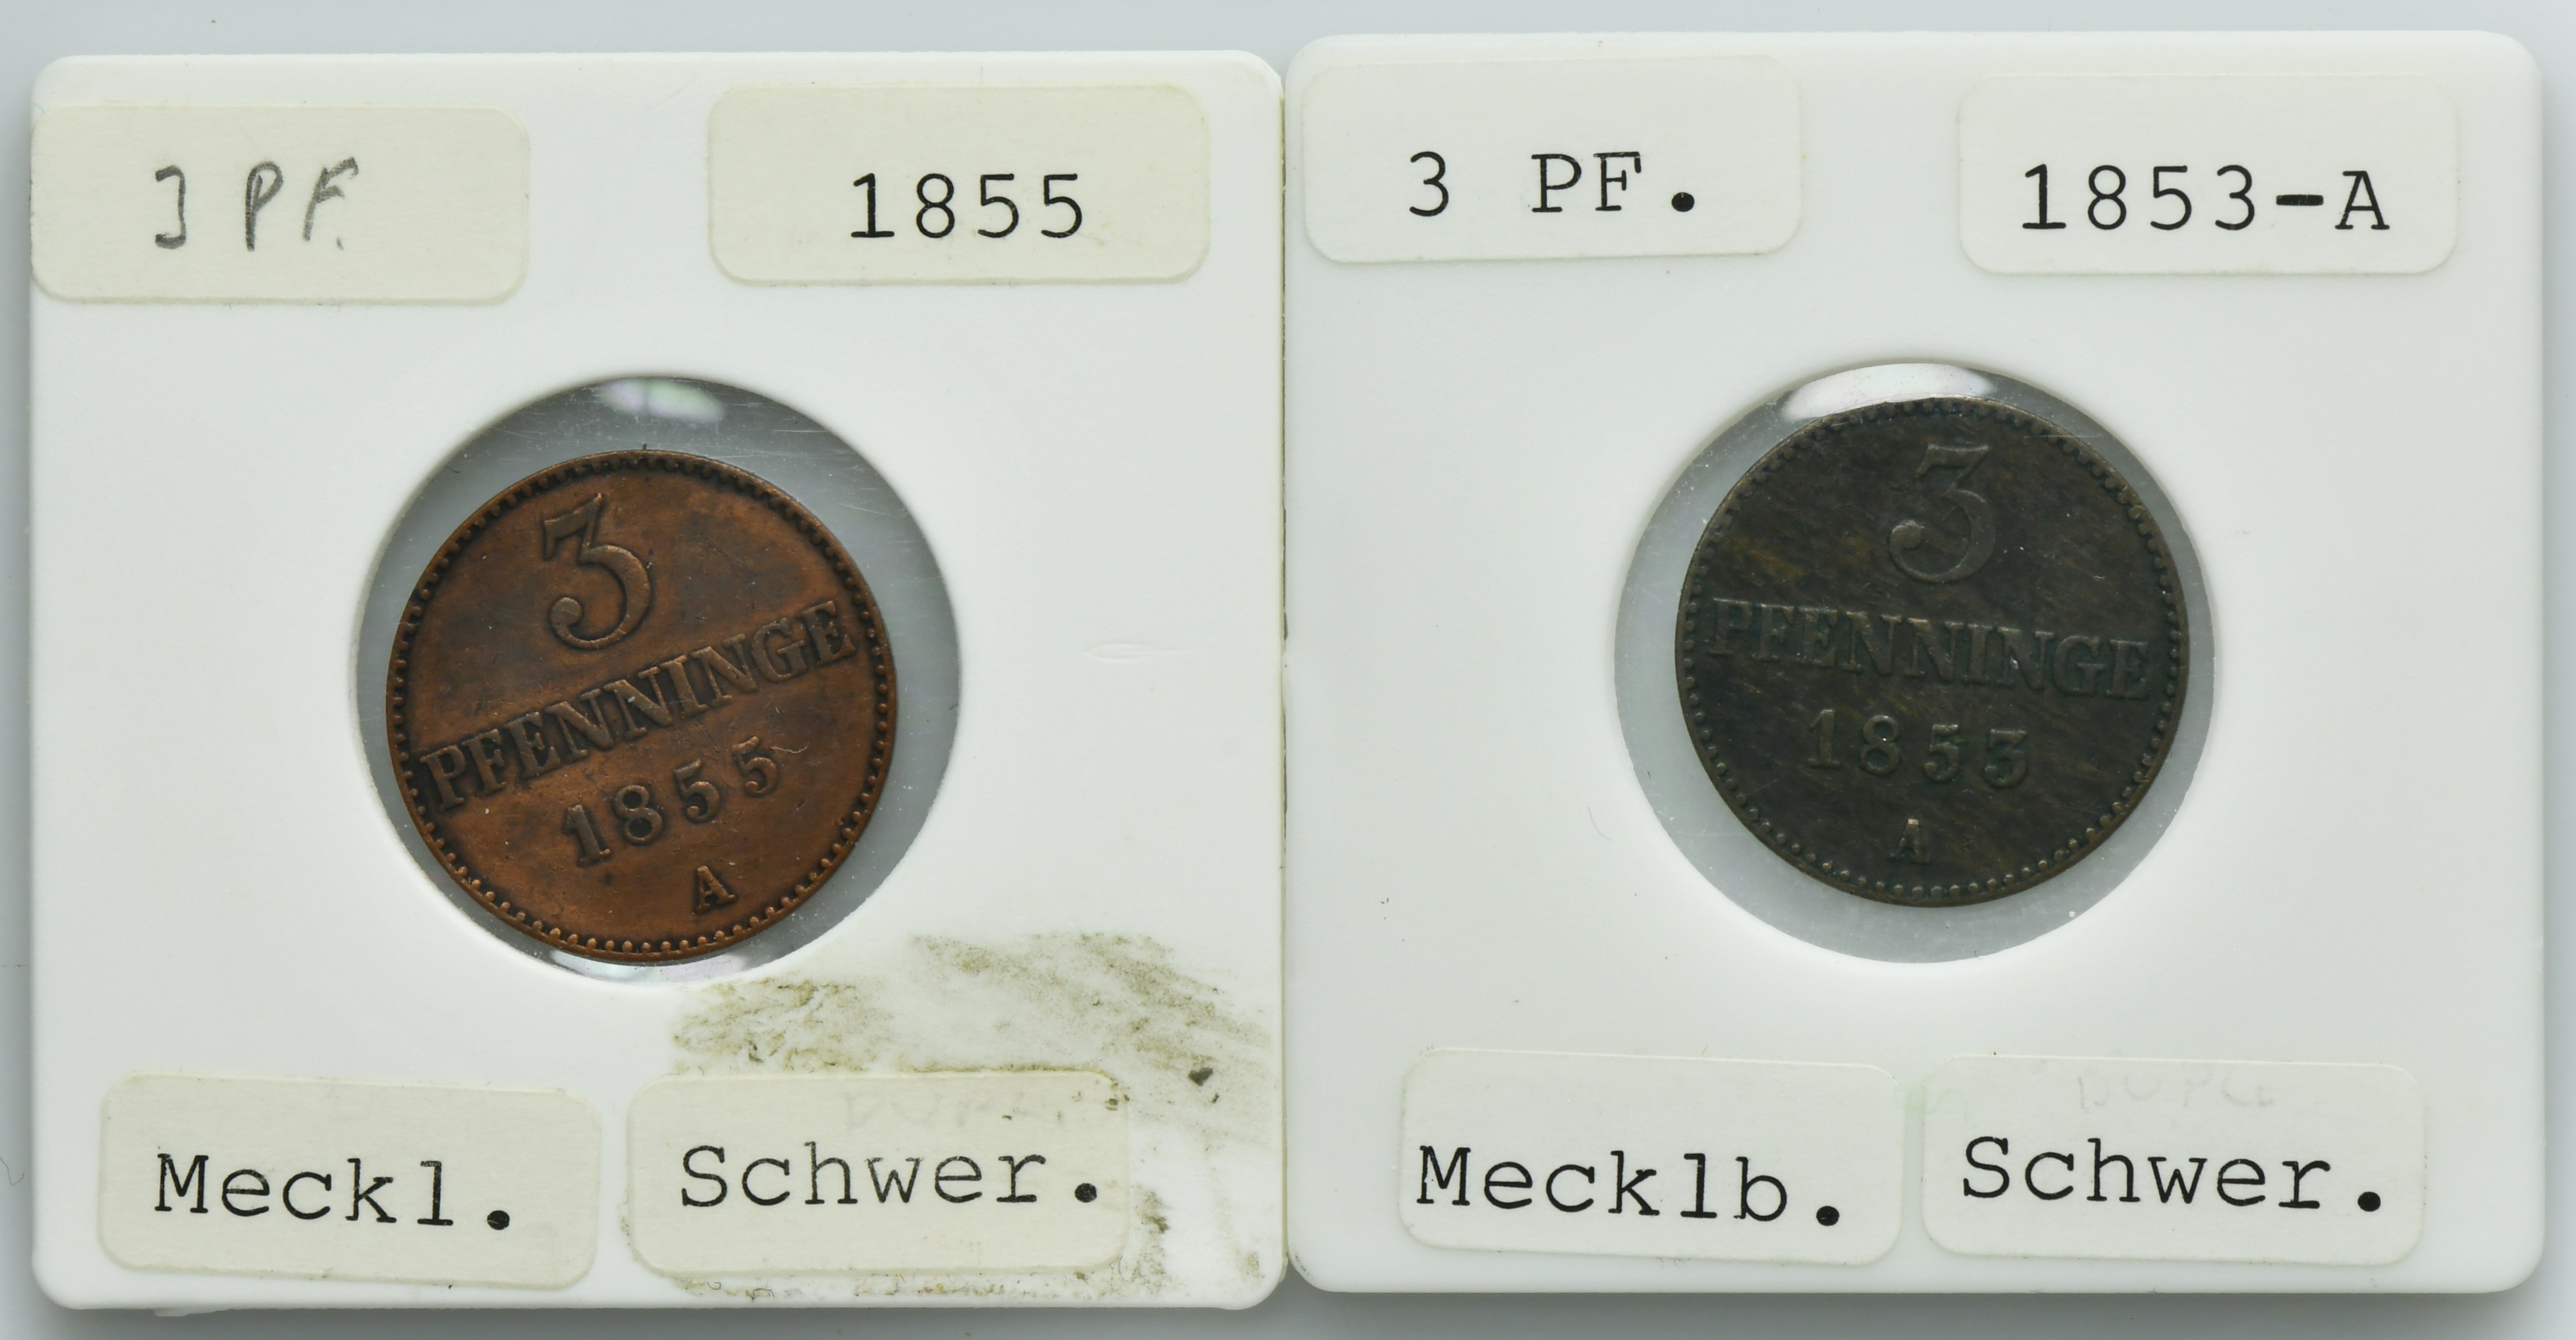 3 PF.
1855
3
PFENNINGE
1855
A
Meckl.
Schwer.
3 PF.
1853-A
3
PFENNINGE
1853
A
Mecklb.
Schwer.